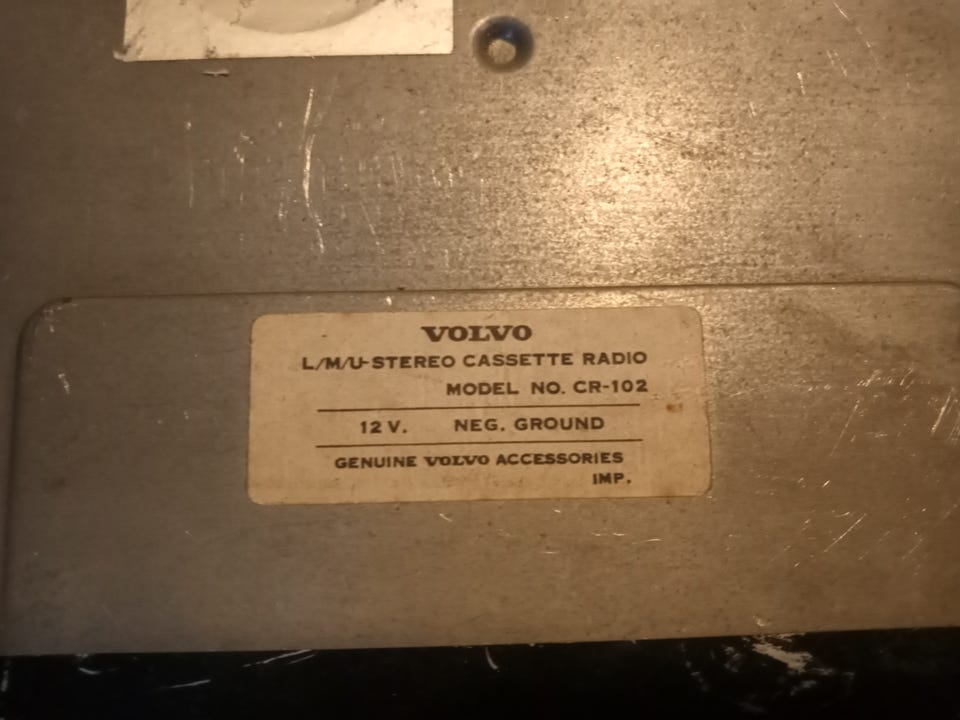 VOLVO
L/M/U-STEREO CASSETTE RADIO
MODEL NO. CR-102
12 V. NEG. GROUND
GENUINE VOLVO ACCESSORIES
IMP.